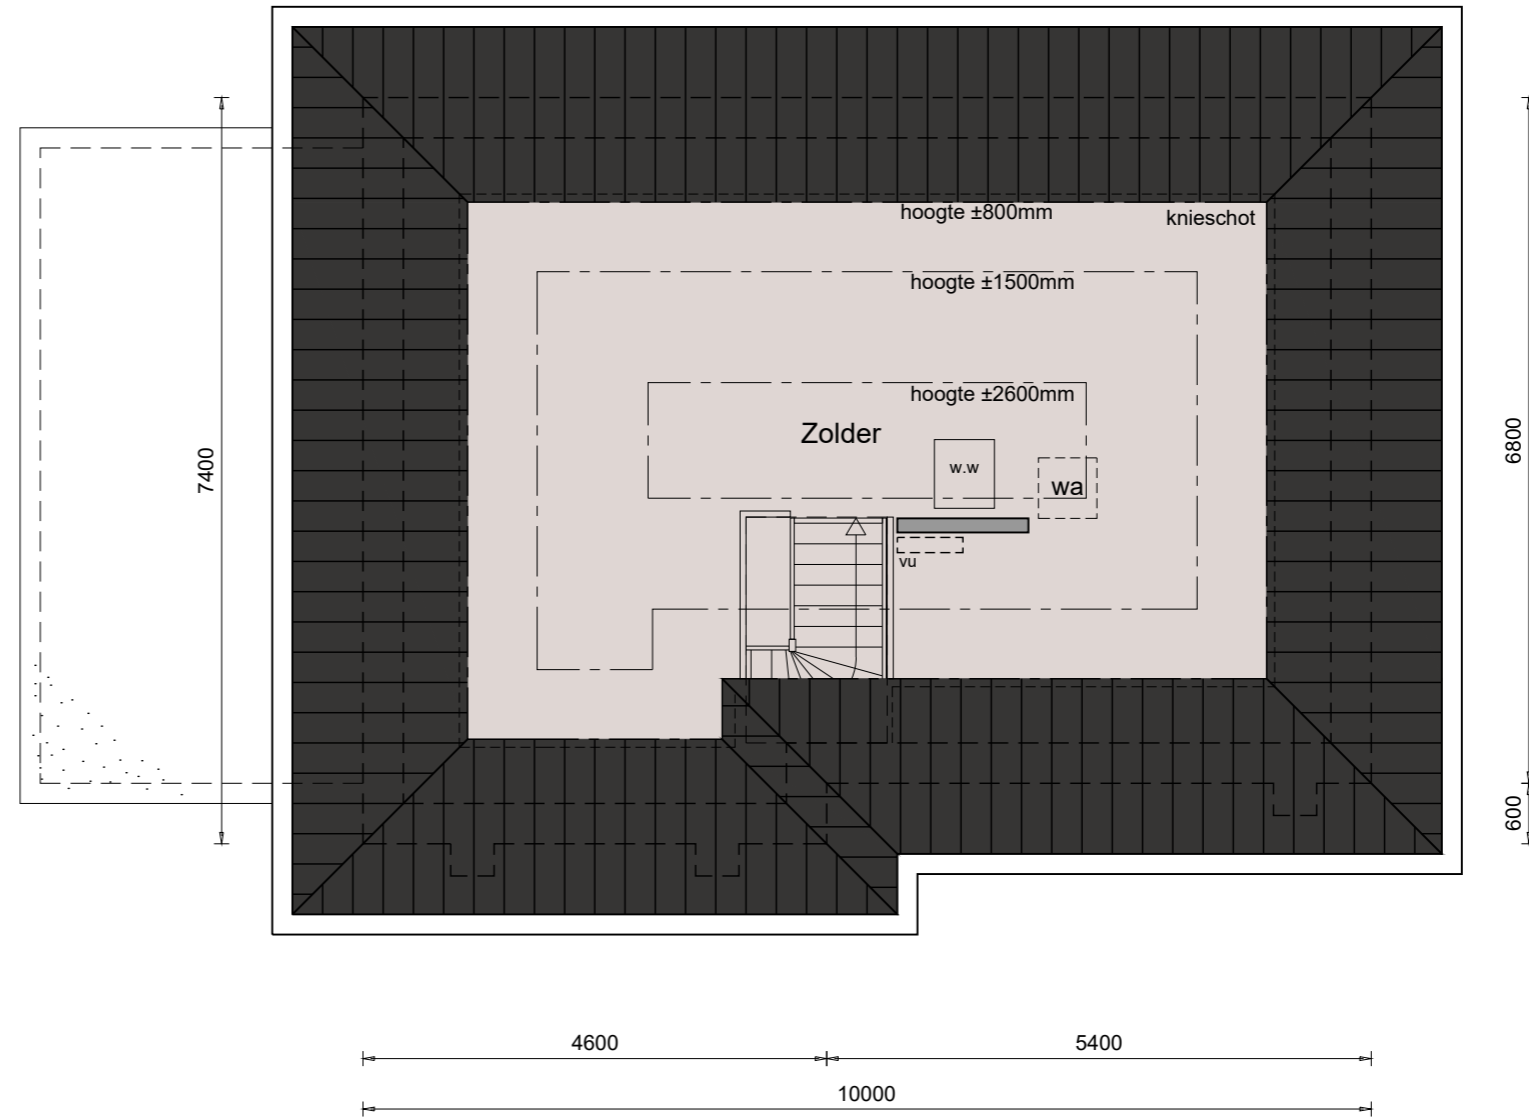 hoogte ±800mm
knieschot
hoogte ±1500mm
hoogte ±2600mm
Zolder
w.w
wa
vu
7400
6800
600
4600
5400
10000